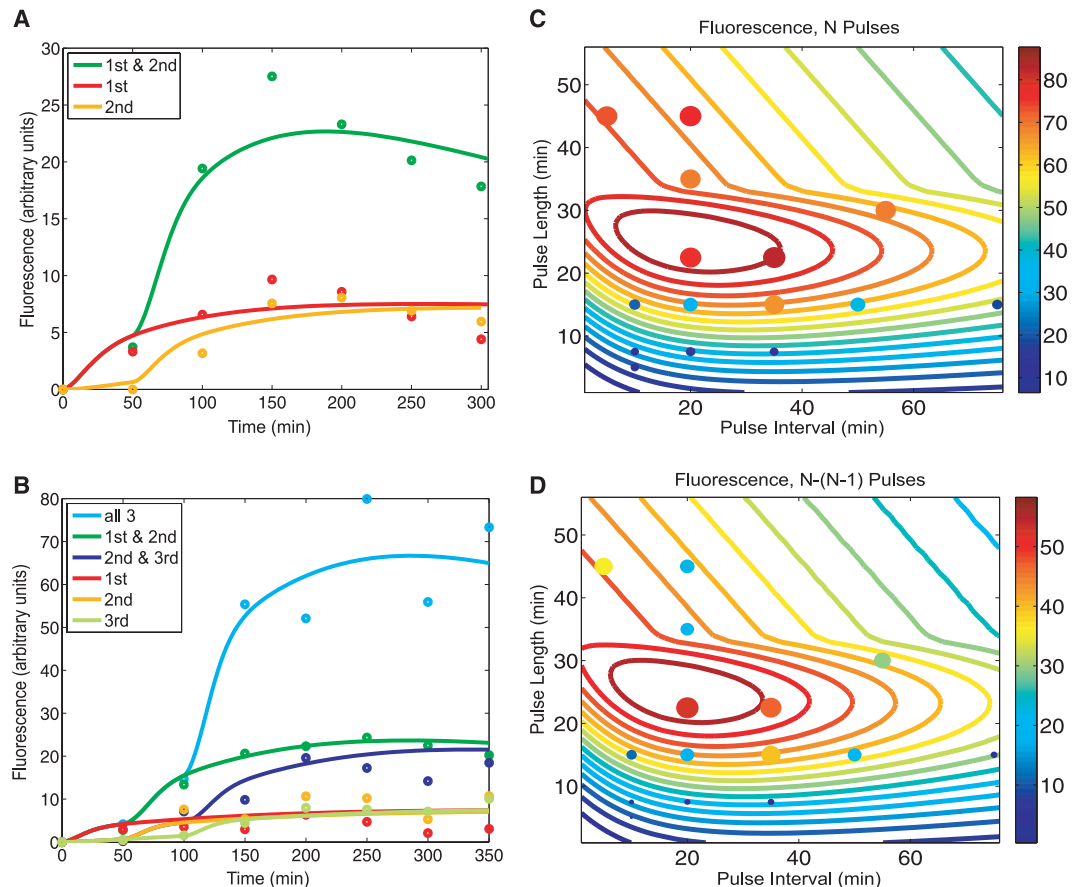 A
30
25
20
15
10
5
0
Fluorescence (arbitrary units)
1st & 2nd
1st
2nd
0 50 100 150 200 250 300
Time (min)
B
80
70
60
50
40
30
20
10
0
Fluorescence (arbitrary units)
all 3
1st & 2nd
2nd & 3rd
1st
2nd
3rd
0 50 100 150 200 250 300 350
Time (min)
C
Fluorescence, N Pulses
50
40
30
20
10
Pulse Length (min)
20 40 60
Pulse Interval (min)
80
70
60
50
40
30
20
10
D
Fluorescence, N-(N-1) Pulses
50
40
30
20
10
Pulse Length (min)
20 40 60
Pulse Interval (min)
50
40
30
20
10